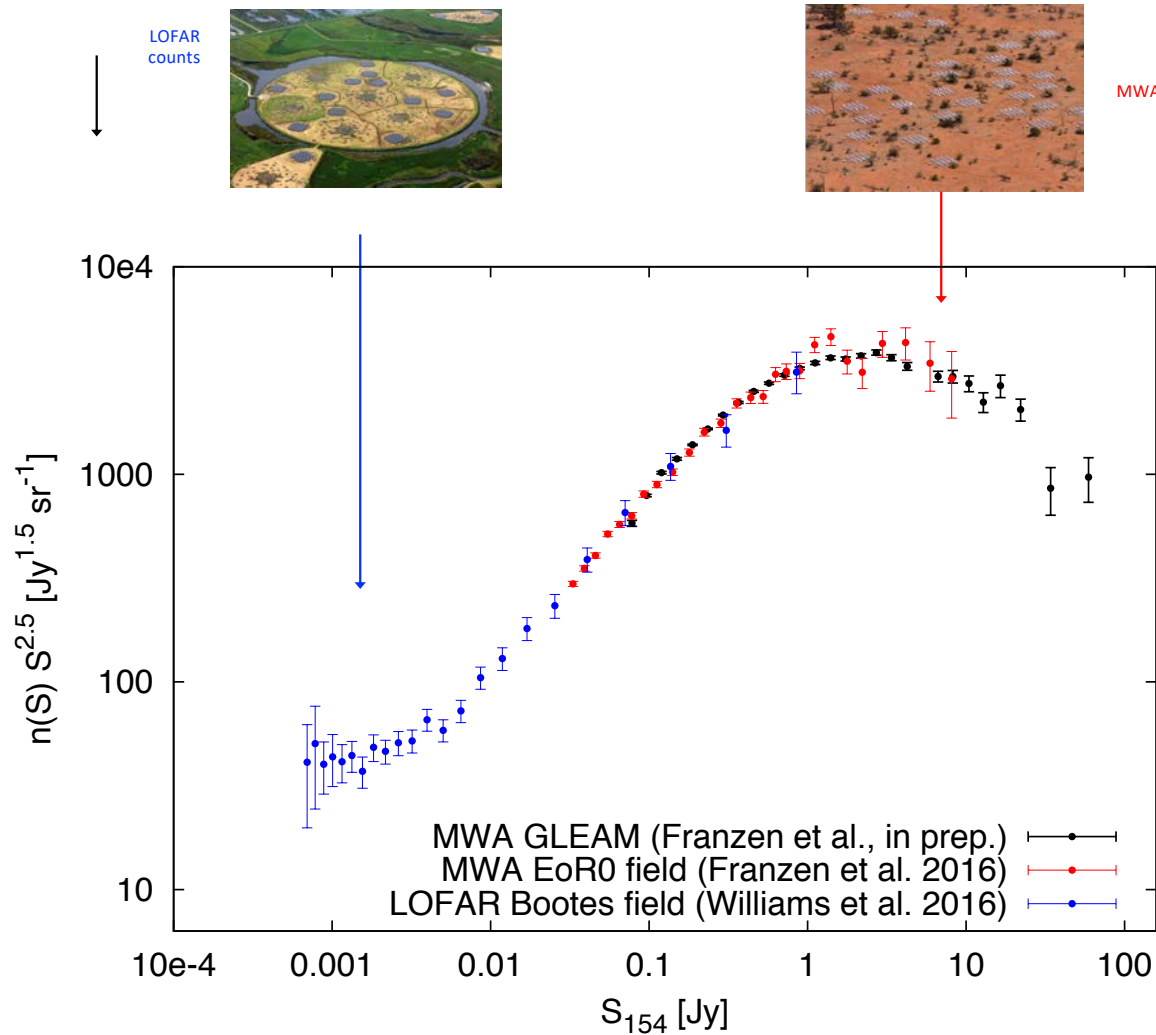 LOFAR
counts
MWA
10e4
1000
100
10
n(S) S^2.5 [Jy^1.5 sr^-1]
MWA GLEAM (Franzen et al., in prep.)
MWA EoR0 field (Franzen et al. 2016)
LOFAR Bootes field (Williams et al. 2016)
10e-4 0.001 0.01 0.1 1 10 100
S_154 [Jy]